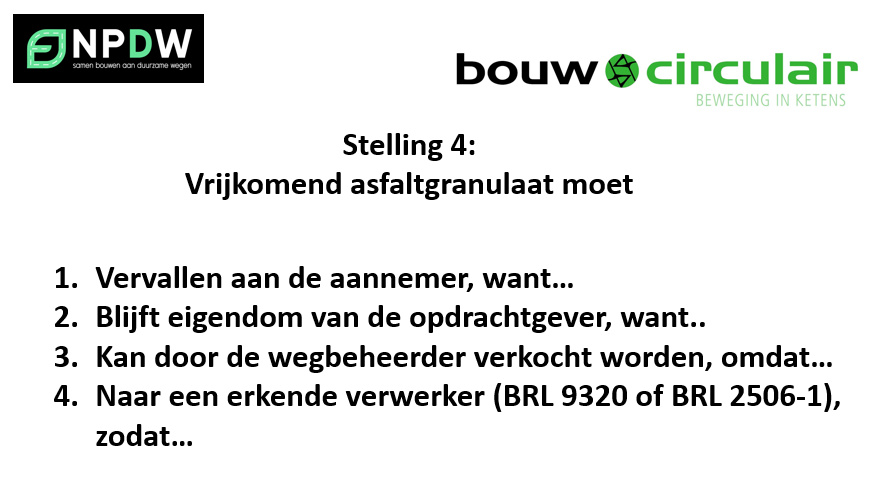 NPDW
samen bouwen aan duurzame wegen
bouw circulair
BEWEGING IN KETENS
Stelling 4:
Vrijkomend asfaltgranulaat moet
1. Vervallen aan de aannemer, want…
2. Blijft eigendom van de opdrachtgever, want..
3. Kan door de wegbeheerder verkocht worden, omdat…
4. Naar een erkende verwerker (BRL 9320 of BRL 2506-1),
zodat…